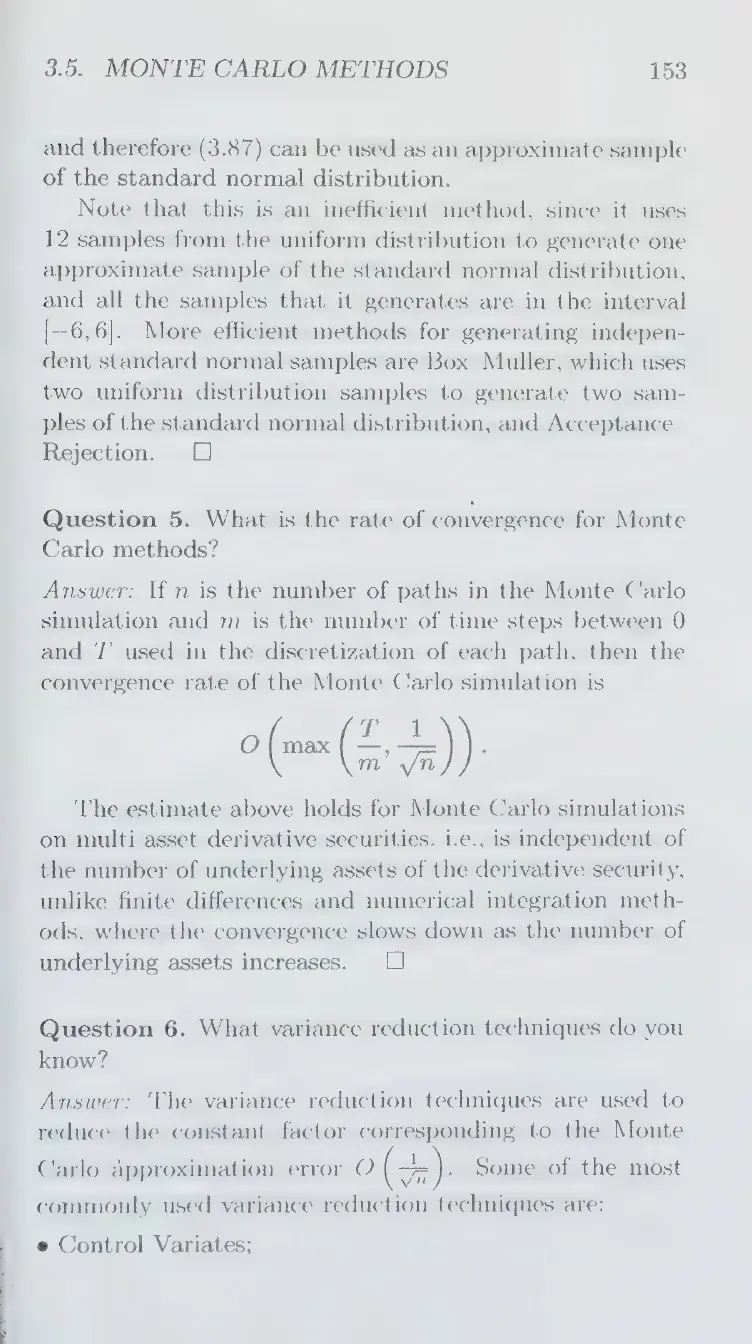 3.5. MONTE CARLO METHODS 153
and therefore (3.87) can be used as an approximate sample
of the standard normal distribution.
Note that this is an inefficient method, since it uses
12 samples from the uniform distribution to generate one
approximate sample of the standard normal distribution,
and all the samples that it generates are in the interval
[−6, 6]. More efficient methods for generating indepen-
dent standard normal samples are Box Muller, which uses
two uniform distribution samples to generate two sam-
ples of the standard normal distribution, and Acceptance
Rejection. □
Question 5. What is the rate of convergence for Monte
Carlo methods?
Answer: If n is the number of paths in the Monte Carlo
simulation and m is the number of time steps between 0
and T used in the discretization of each path, then the
convergence rate of the Monte Carlo simulation is
O(max(T/m, 1/√n)).
The estimate above holds for Monte Carlo simulations
on multi asset derivative securities, i.e., is independent of
the number of underlying assets of the derivative security,
unlike finite differences and numerical integration meth-
ods, where the convergence slows down as the number of
underlying assets increases. □
Question 6. What variance reduction techniques do you
know?
Answer: The variance reduction techniques are used to
reduce the constant factor corresponding to the Monte
Carlo approximation error O(1/√n). Some of the most
commonly used variance reduction techniques are:
• Control Variates;